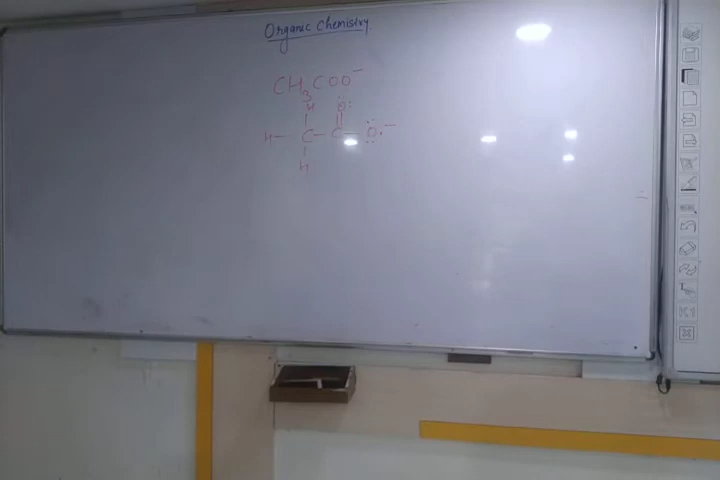 Organic Chemistry.
CH₃COO⁻
H :O:
H – C – C – O⁻
H